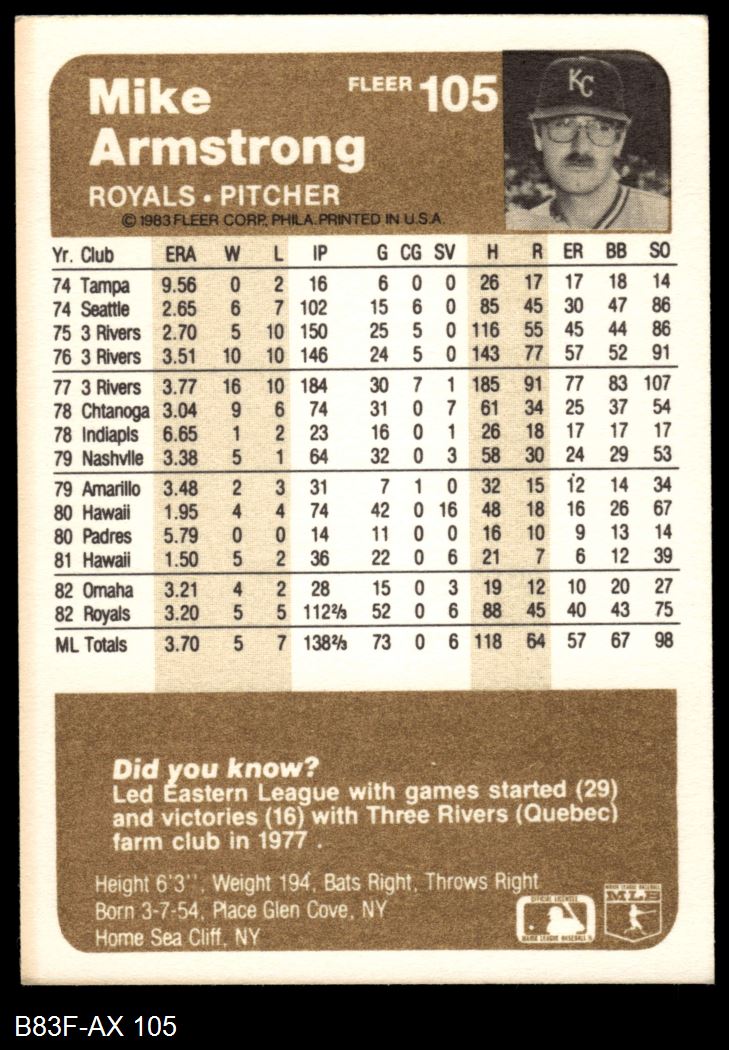 Mike
Armstrong
FLEER 105
KC
ROYALS • PITCHER
© 1983 FLEER CORP., PHILA. PRINTED IN U.S.A.
Yr. Club ERA W L IP G CG SV H R ER BB SO
74 Tampa 9.56 0 2 16 6 0 0 26 17 17 18 14
74 Seattle 2.65 6 7 102 15 6 0 85 45 30 47 86
75 3 Rivers 2.70 5 10 150 25 5 0 116 55 45 44 86
76 3 Rivers 3.51 10 10 146 24 5 0 143 77 57 52 91
77 3 Rivers 3.77 16 10 184 30 7 1 185 91 77 83 107
78 Chtanoga 3.04 9 6 74 31 0 7 61 34 25 37 54
78 Indiapls 6.65 1 2 23 16 0 1 26 18 17 17 17
79 Nashvlle 3.38 5 1 64 32 0 3 58 30 24 29 53
79 Amarillo 3.48 2 3 31 7 1 0 32 15 12 14 34
80 Hawaii 1.95 4 4 74 42 0 16 48 18 16 26 67
80 Padres 5.79 0 0 14 11 0 0 16 10 9 13 14
81 Hawaii 1.50 5 2 36 22 0 6 21 7 6 12 39
82 Omaha 3.21 4 2 28 15 0 3 19 12 10 20 27
82 Royals 3.20 5 5 112⅔ 52 0 6 88 45 40 43 75
ML Totals 3.70 5 7 138⅔ 73 0 6 118 64 57 67 98
Did you know?
Led Eastern League with games started (29)
and victories (16) with Three Rivers (Quebec)
farm club in 1977 .
Height 6'3'', Weight 194, Bats Right, Throws Right
Born 3-7-54, Place Glen Cove, NY
Home Sea Cliff, NY
OFFICIAL LICENSEE
MAJOR LEAGUE BASEBALL
MAJOR LEAGUE BASEBALL
B83F-AX 105